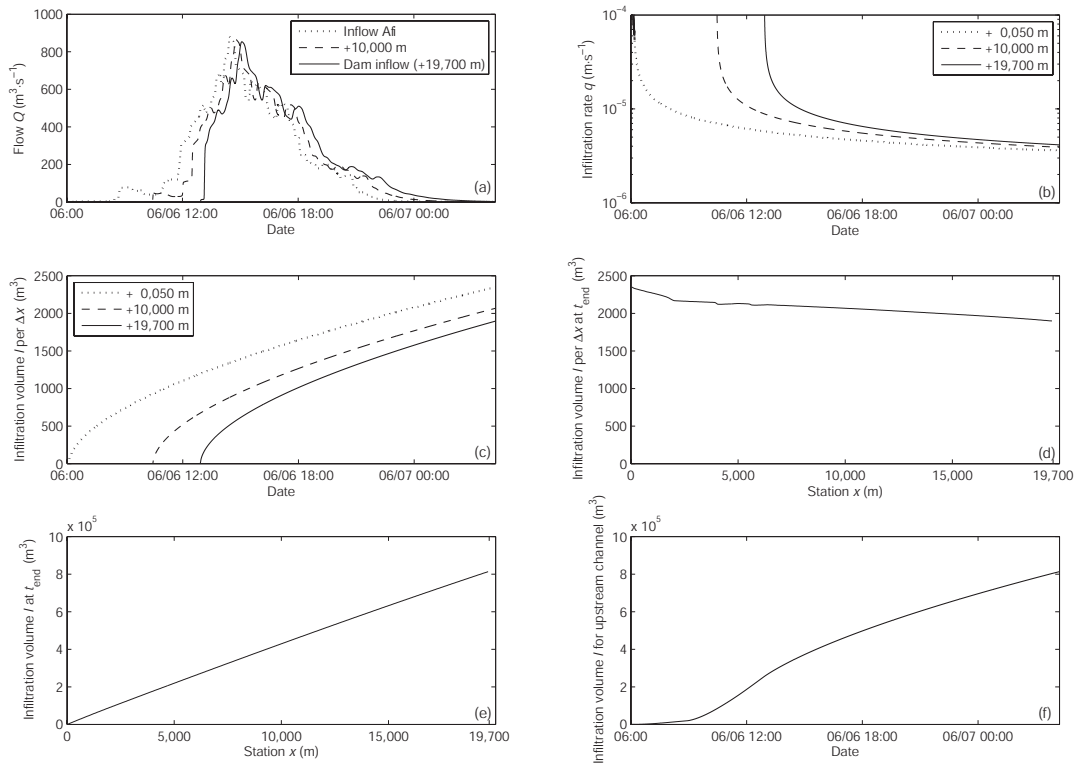 Flow Q (m³·s⁻¹)
1000
800
600
400
200
0
Inflow Afi
+10,000 m
Dam inflow (+19,700 m)
(a)
06:00
06/06 12:00
06/06 18:00
06/07 00:00
Date
Infiltration rate q (m·s⁻¹)
10⁻⁴
10⁻⁵
10⁻⁶
+ 0,050 m
+10,000 m
+19,700 m
(b)
06:00
06/06 12:00
06/06 18:00
06/07 00:00
Date
Infiltration volume I per Δx (m³)
2500
2000
1500
1000
500
0
+ 0,050 m
+10,000 m
+19,700 m
(c)
06:00
06/06 12:00
06/06 18:00
06/07 00:00
Date
Infiltration volume I per Δx at t_end (m³)
2500
2000
1500
1000
500
0
(d)
5,000
10,000
15,000
19,700
Station x (m)
Infiltration volume I at t_end (m³)
x 10⁵
10
8
6
4
2
0
(e)
0
5,000
10,000
15,000
19,700
Station x (m)
Infiltration volume I for upstream channel (m³)
x 10⁵
10
8
6
4
2
0
(f)
06:00
06/06 12:00
06/06 18:00
06/07 00:00
Date